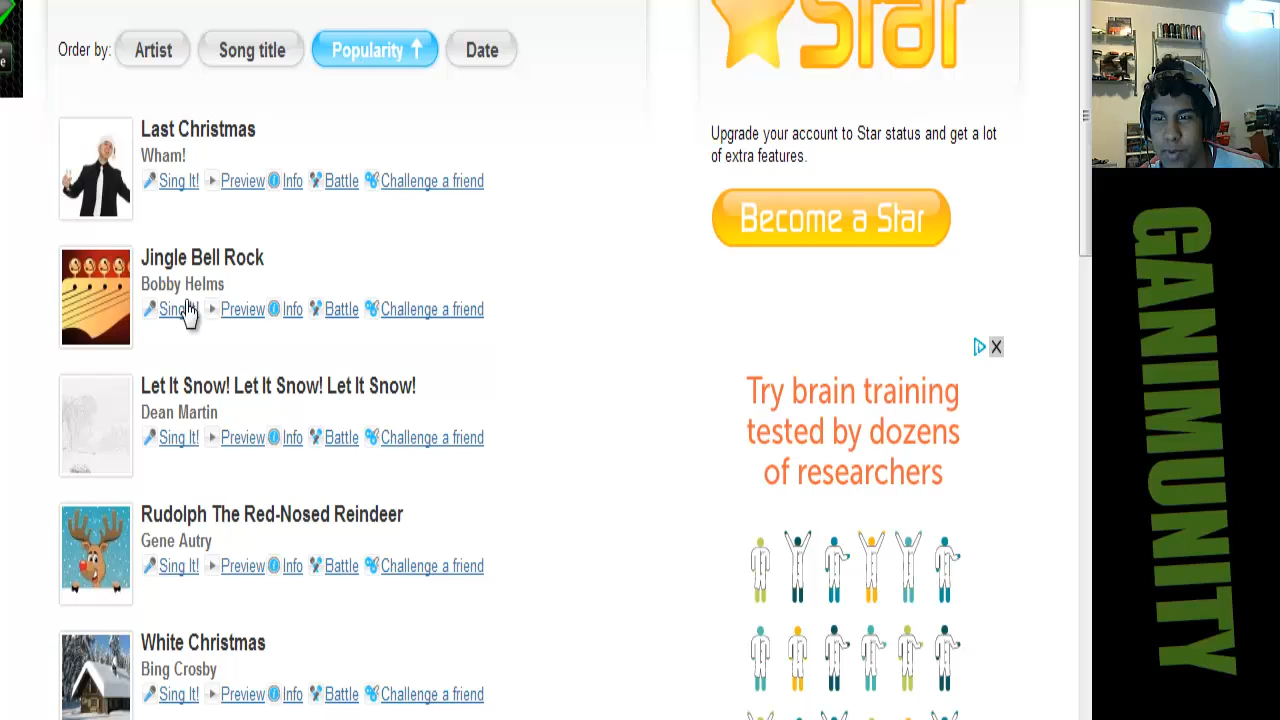 Order by: Artist Song title Popularity Date
Last Christmas
Wham!
Sing It! Preview Info Battle Challenge a friend
Jingle Bell Rock
Bobby Helms
Preview Info Battle Challenge a friend
Let It Snow! Let It Snow! Let It Snow!
Dean Martin
Sing It! Preview Info Battle Challenge a friend
Rudolph The Red-Nosed Reindeer
Gene Autry
Sing It! Preview Info Battle Challenge a friend
White Christmas
Bing Crosby
Sing It! Preview Info Battle Challenge a friend
Star
Upgrade your account to Star status and get a lot
of extra features.
Become a Star
X
Try brain training
tested by dozens
of researchers
GANIMUNITY